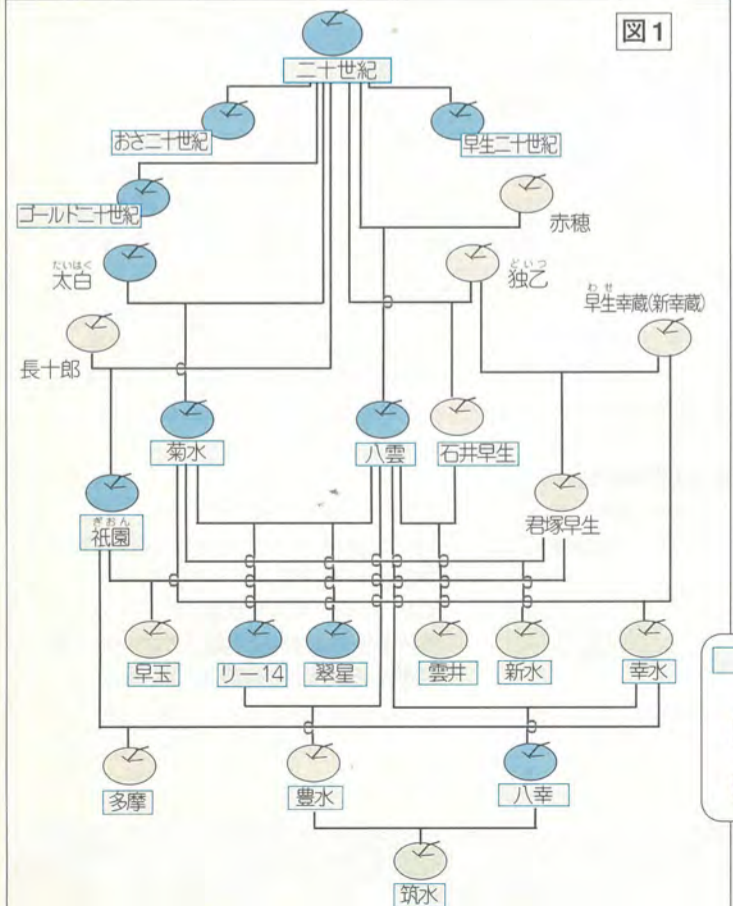 図1
二十世紀
おさ二十世紀
早生二十世紀
ゴールド二十世紀
赤穂
たいはく
太白
どいつ
独乙
わせ
早生幸蔵(新幸蔵)
長十郎
菊水
八雲
石井早生
ぎおん
祇園
君塚早生
早玉
リー14
翠星
雲井
新水
幸水
多摩
豊水
八幸
筑水